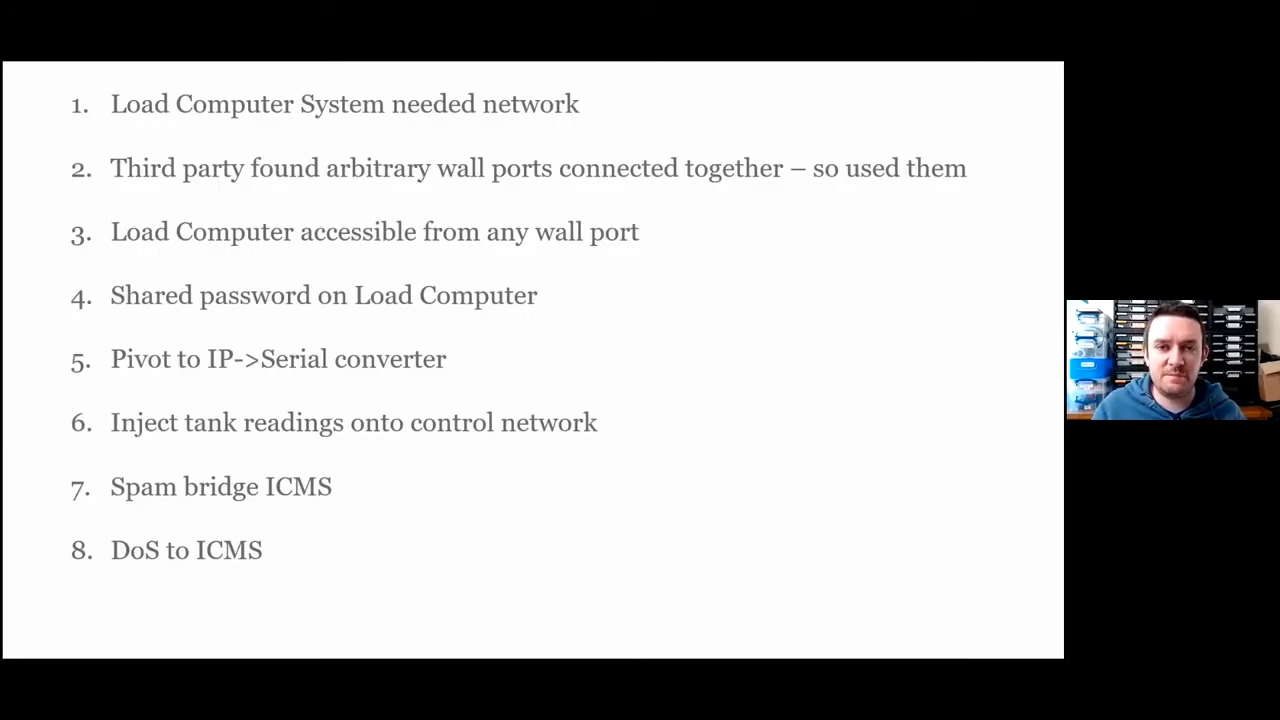 1. Load Computer System needed network
2. Third party found arbitrary wall ports connected together – so used them
3. Load Computer accessible from any wall port
4. Shared password on Load Computer
5. Pivot to IP->Serial converter
6. Inject tank readings onto control network
7. Spam bridge ICMS
8. DoS to ICMS